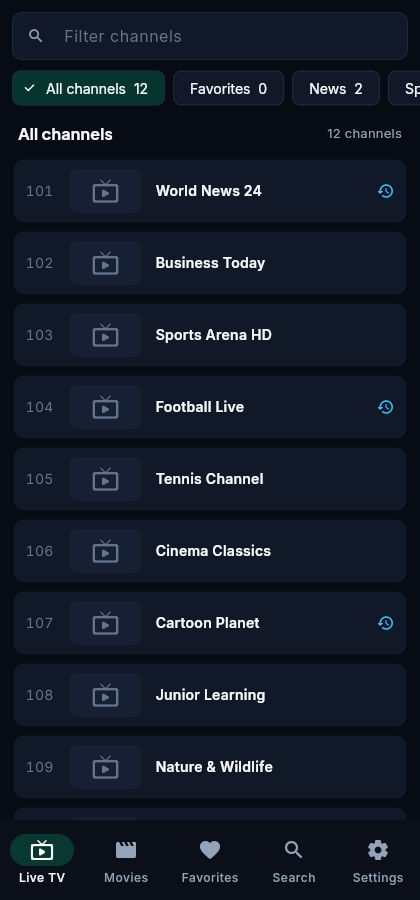 Filter channels
All channels 12 Favorites 0 News 2 Sp
All channels 12 channels
101 World News 24
102 Business Today
103 Sports Arena HD
104 Football Live
105 Tennis Channel
106 Cinema Classics
107 Cartoon Planet
108 Junior Learning
109 Nature & Wildlife
Live TV Movies Favorites Search Settings